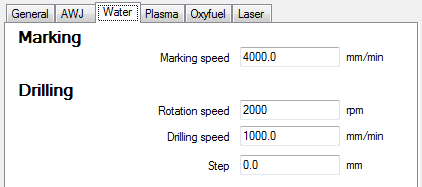 General AWJ Water Plasma Oxyfuel Laser
Marking
Marking speed 4000.0 mm/min
Drilling
Rotation speed 2000 rpm
Drilling speed 1000.0 mm/min
Step 0.0 mm